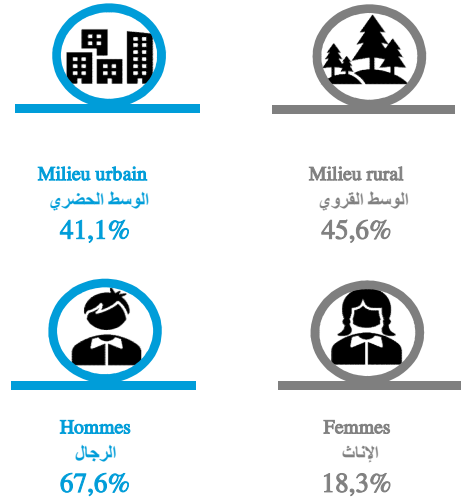 Milieu urbain
الوسط الحضري
41,1%
Milieu rural
الوسط القروي
45,6%
Hommes
الرجال
67,6%
Femmes
الإناث
18,3%